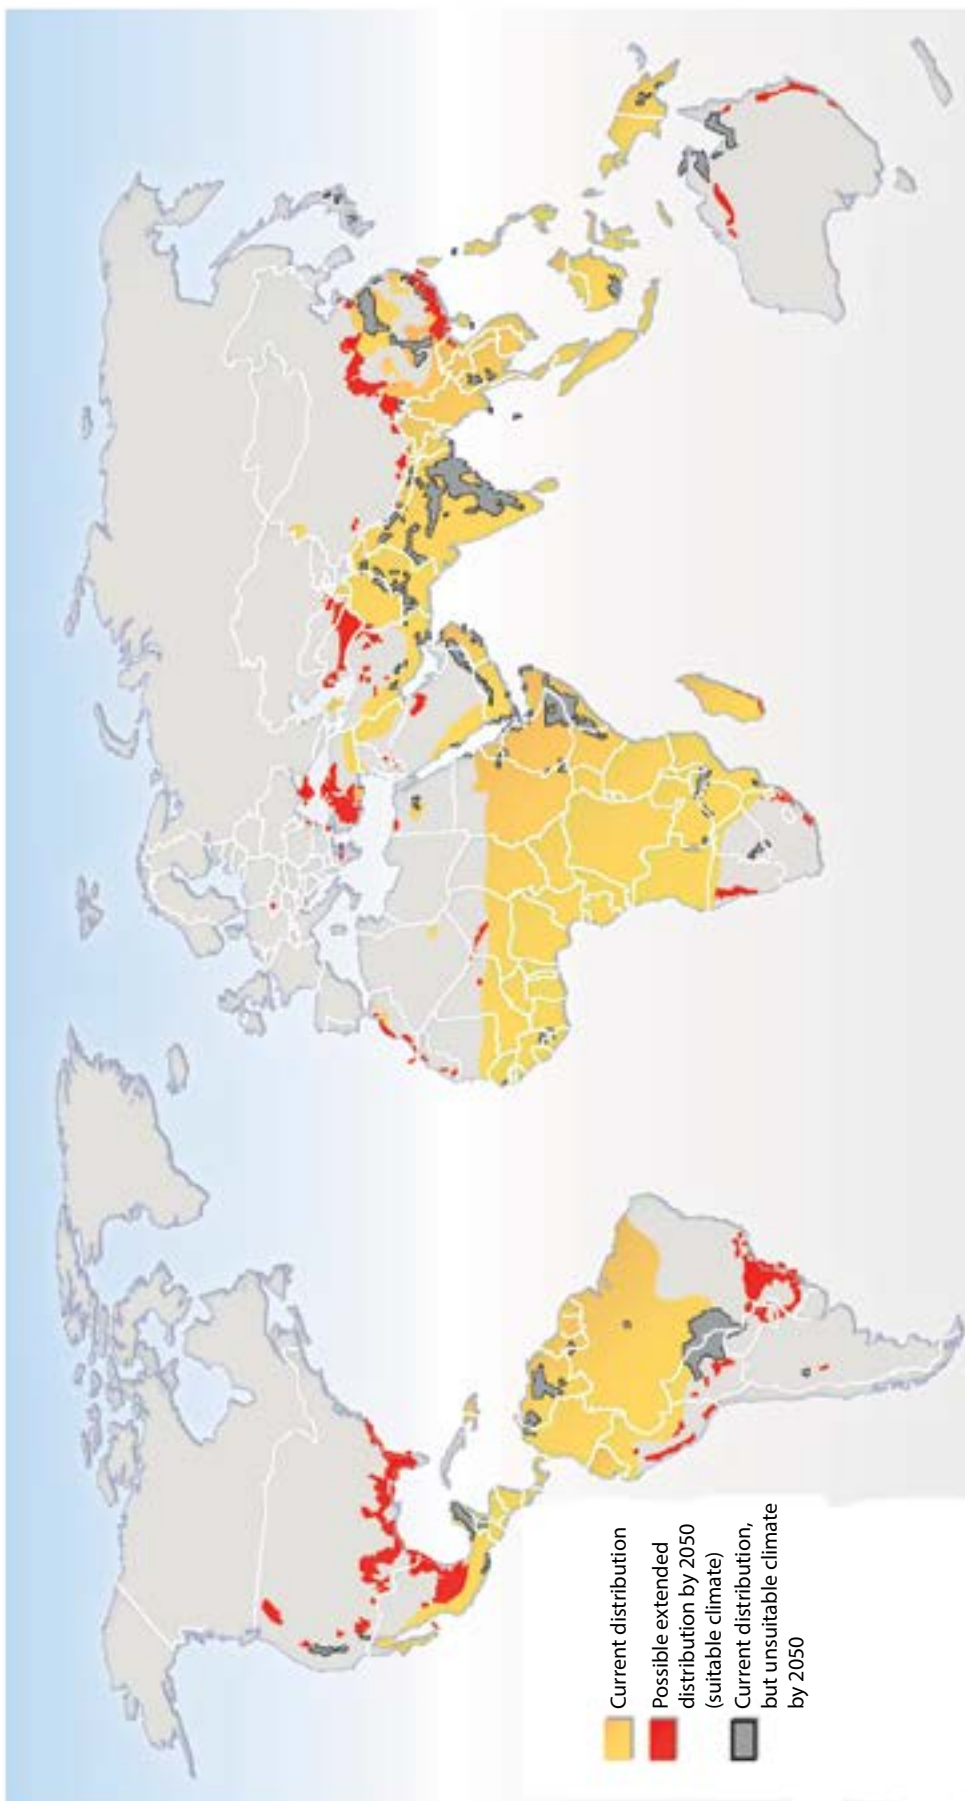 Current distribution
Possible extended
distribution by 2050
(suitable climate)
Current distribution,
but unsuitable climate
by 2050